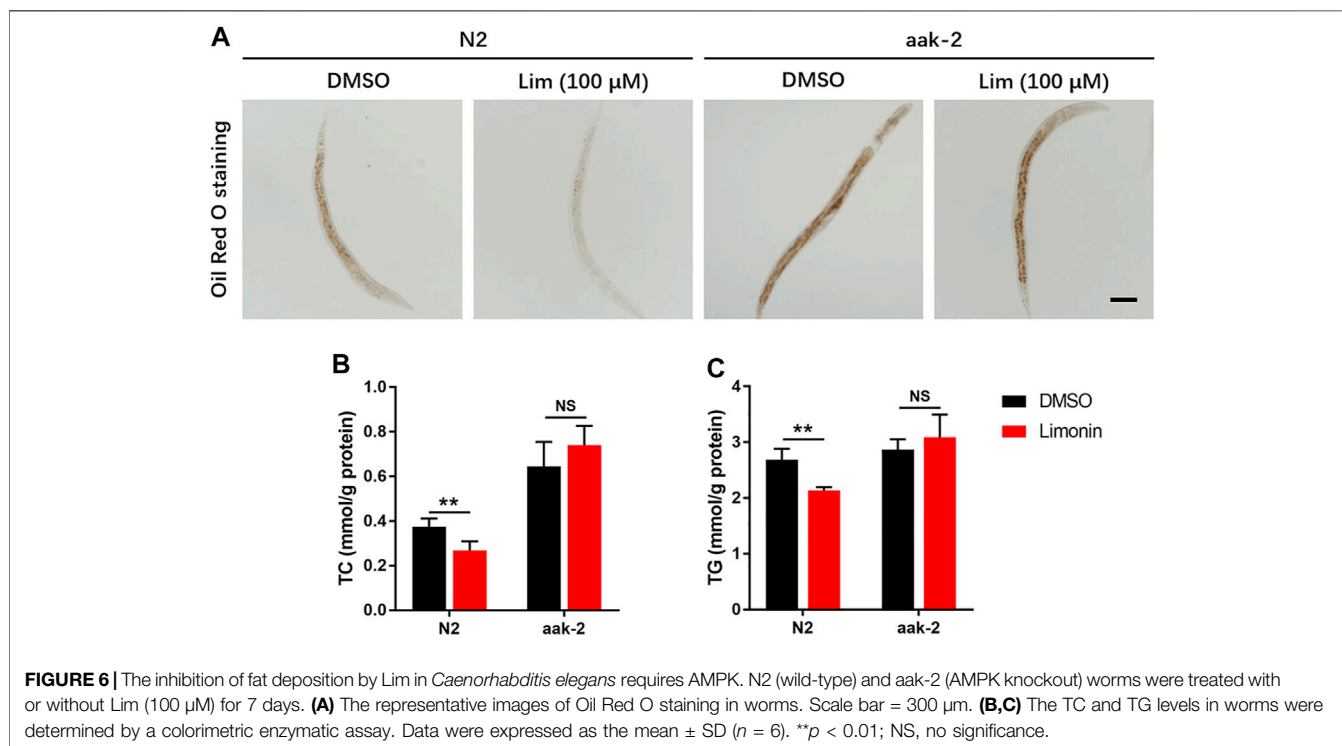 A
N2
aak-2
DMSO
Lim (100 μM)
DMSO
Lim (100 μM)
Oil Red O staining
B
TC (mmol/g protein)
1.0
0.8
0.6
0.4
0.2
0.0
**
NS
N2
aak-2
C
TG (mmol/g protein)
4
3
2
1
0
**
NS
N2
aak-2
DMSO
Limonin
FIGURE 6 | The inhibition of fat deposition by Lim in Caenorhabditis elegans requires AMPK. N2 (wild-type) and aak-2 (AMPK knockout) worms were treated with
or without Lim (100 μM) for 7 days. (A) The representative images of Oil Red O staining in worms. Scale bar = 300 μm. (B,C) The TC and TG levels in worms were
determined by a colorimetric enzymatic assay. Data were expressed as the mean ± SD (n = 6). **p < 0.01; NS, no significance.